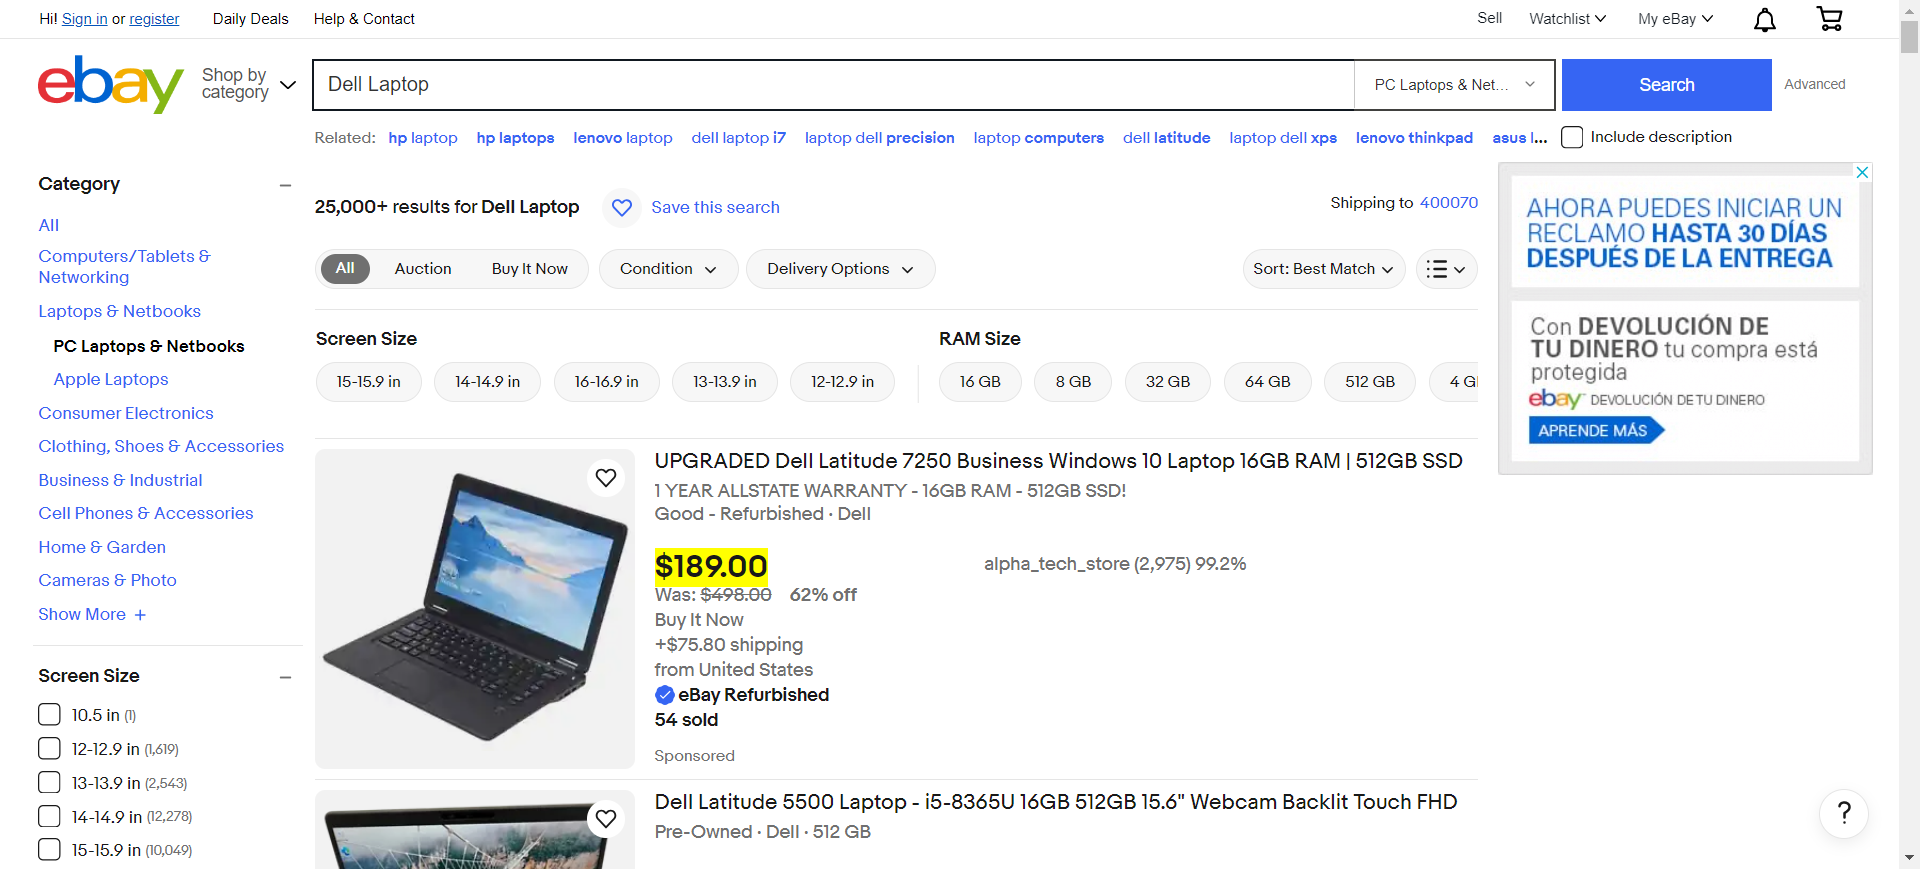 Hi! Sign in or register
Daily Deals
Help & Contact
Sell
Watchlist
My eBay
ebay
Shop by
category
Dell Laptop
PC Laptops & Net...
Search
Advanced
Related: hp laptop hp laptops lenovo laptop dell laptop i7 laptop dell precision laptop computers dell latitude laptop dell xps lenovo thinkpad asus l...
Include description
Category
All
Computers/Tablets &
Networking
Laptops & Netbooks
PC Laptops & Netbooks
Apple Laptops
Consumer Electronics
Clothing, Shoes & Accessories
Business & Industrial
Cell Phones & Accessories
Home & Garden
Cameras & Photo
Show More +
Screen Size
10.5 in (1)
12-12.9 in (1,619)
13-13.9 in (2,543)
14-14.9 in (12,278)
15-15.9 in (10,049)
25,000+ results for Dell Laptop
Save this search
Shipping to 400070
All
Auction
Buy It Now
Condition
Delivery Options
Sort: Best Match
Screen Size
15-15.9 in
14-14.9 in
16-16.9 in
13-13.9 in
12-12.9 in
RAM Size
16 GB
8 GB
32 GB
64 GB
512 GB
4 G
UPGRADED Dell Latitude 7250 Business Windows 10 Laptop 16GB RAM | 512GB SSD
1 YEAR ALLSTATE WARRANTY - 16GB RAM - 512GB SSD!
Good - Refurbished · Dell
$189.00
Was: $498.00 62% off
Buy It Now
+$75.80 shipping
from United States
eBay Refurbished
54 sold
Sponsored
alpha_tech_store (2,975) 99.2%
Dell Latitude 5500 Laptop - i5-8365U 16GB 512GB 15.6" Webcam Backlit Touch FHD
Pre-Owned · Dell · 512 GB
AHORA PUEDES INICIAR UN
RECLAMO HASTA 30 DÍAS
DESPUÉS DE LA ENTREGA
Con DEVOLUCIÓN DE
TU DINERO tu compra está
protegida
ebay™ DEVOLUCIÓN DE TU DINERO
APRENDE MÁS
?